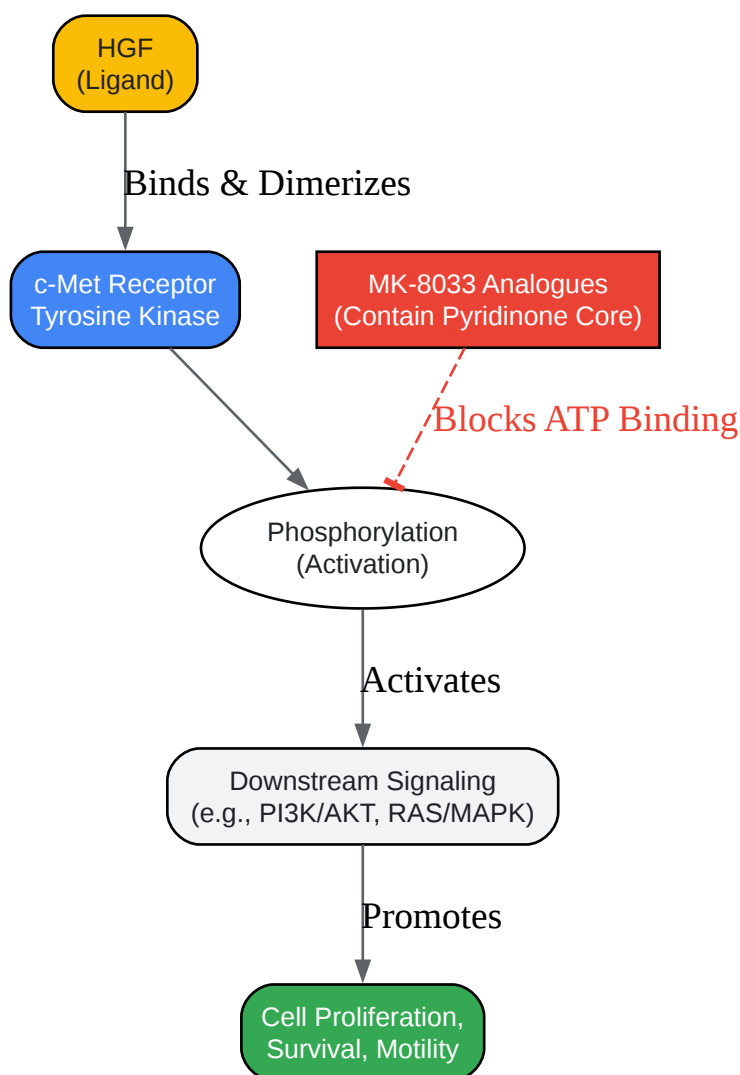 HGF
(Ligand)
Binds & Dimerizes
c-Met Receptor
Tyrosine Kinase
MK-8033 Analogues
(Contain Pyridinone Core)
Blocks ATP Binding
Phosphorylation
(Activation)
Activates
Downstream Signaling
(e.g., PI3K/AKT, RAS/MAPK)
Promotes
Cell Proliferation,
Survival, Motility